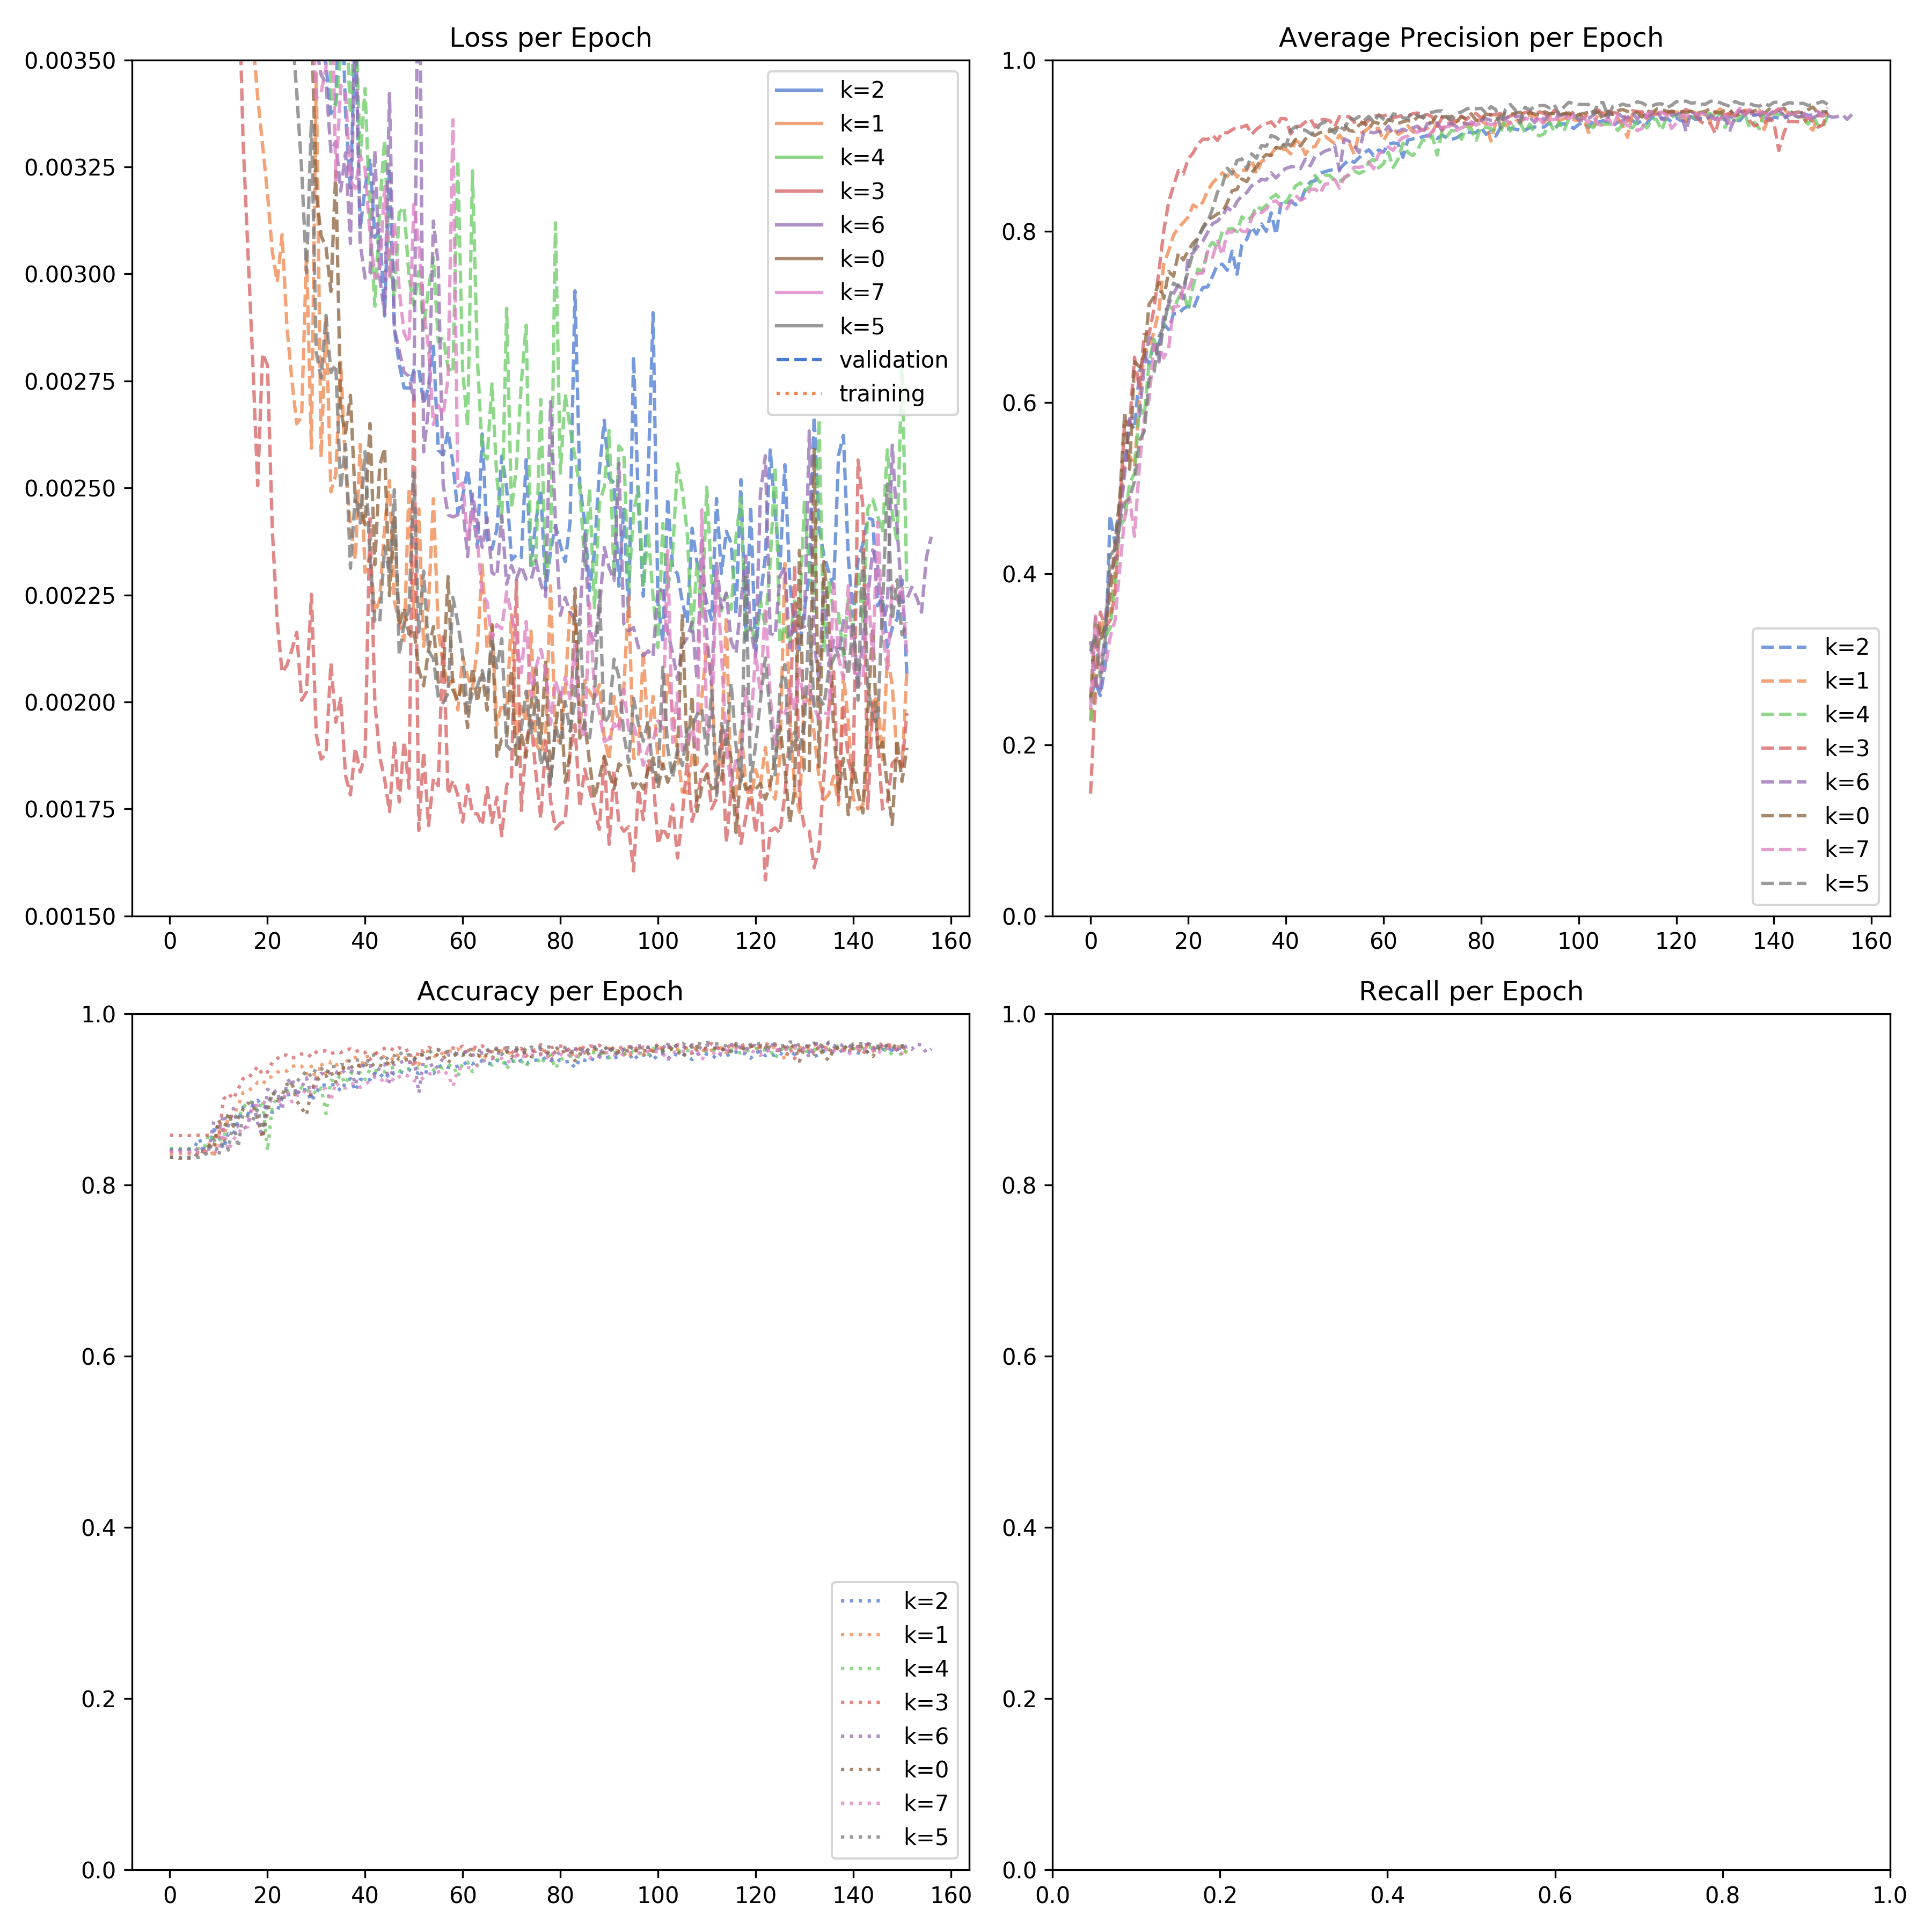 Loss per Epoch
0.00350
0.00325
0.00300
0.00275
0.00250
0.00225
0.00200
0.00175
0.00150
0 20 40 60 80 100 120 140 160
k=2
k=1
k=4
k=3
k=6
k=0
k=7
k=5
validation
training
Average Precision per Epoch
1.0
0.8
0.6
0.4
0.2
0.0
0 20 40 60 80 100 120 140 160
k=2
k=1
k=4
k=3
k=6
k=0
k=7
k=5
Accuracy per Epoch
1.0
0.8
0.6
0.4
0.2
0.0
0 20 40 60 80 100 120 140 160
k=2
k=1
k=4
k=3
k=6
k=0
k=7
k=5
Recall per Epoch
1.0
0.8
0.6
0.4
0.2
0.0
0.0 0.2 0.4 0.6 0.8 1.0